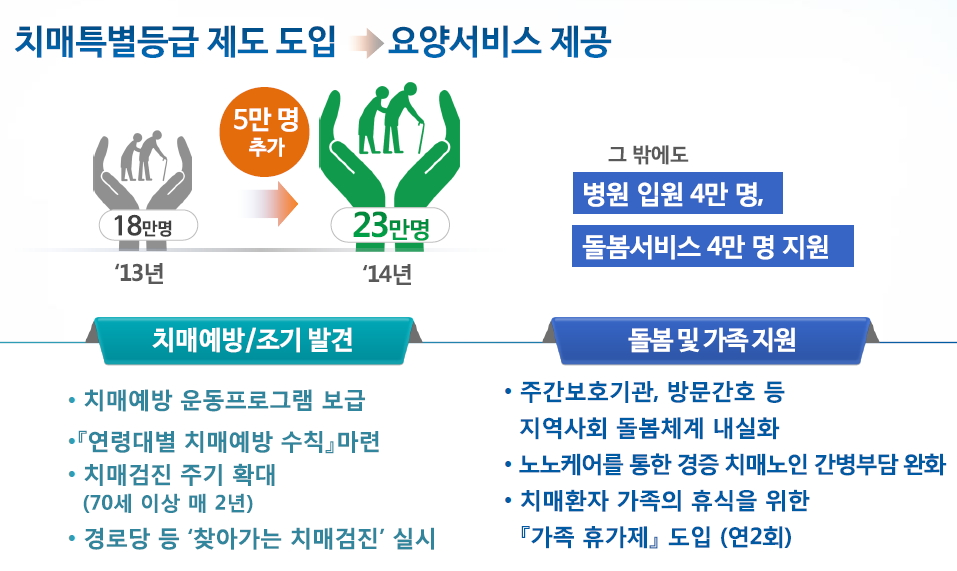 치매특별등급 제도 도입 요양서비스 제공
5만 명
추가
18만명
23만명
‘13년
‘14년
그 밖에도
병원 입원 4만 명,
돌봄서비스 4만 명 지원
치매예방/조기 발견
• 치매예방 운동프로그램 보급
•『연령대별 치매예방 수칙』마련
• 치매검진 주기 확대
(70세 이상 매 2년)
• 경로당 등 ‘찾아가는 치매검진’ 실시
돌봄 및 가족 지원
• 주간보호기관, 방문간호 등
지역사회 돌봄체계 내실화
• 노노케어를 통한 경증 치매노인 간병부담 완화
• 치매환자 가족의 휴식을 위한
『가족 휴가제』 도입 (연2회)